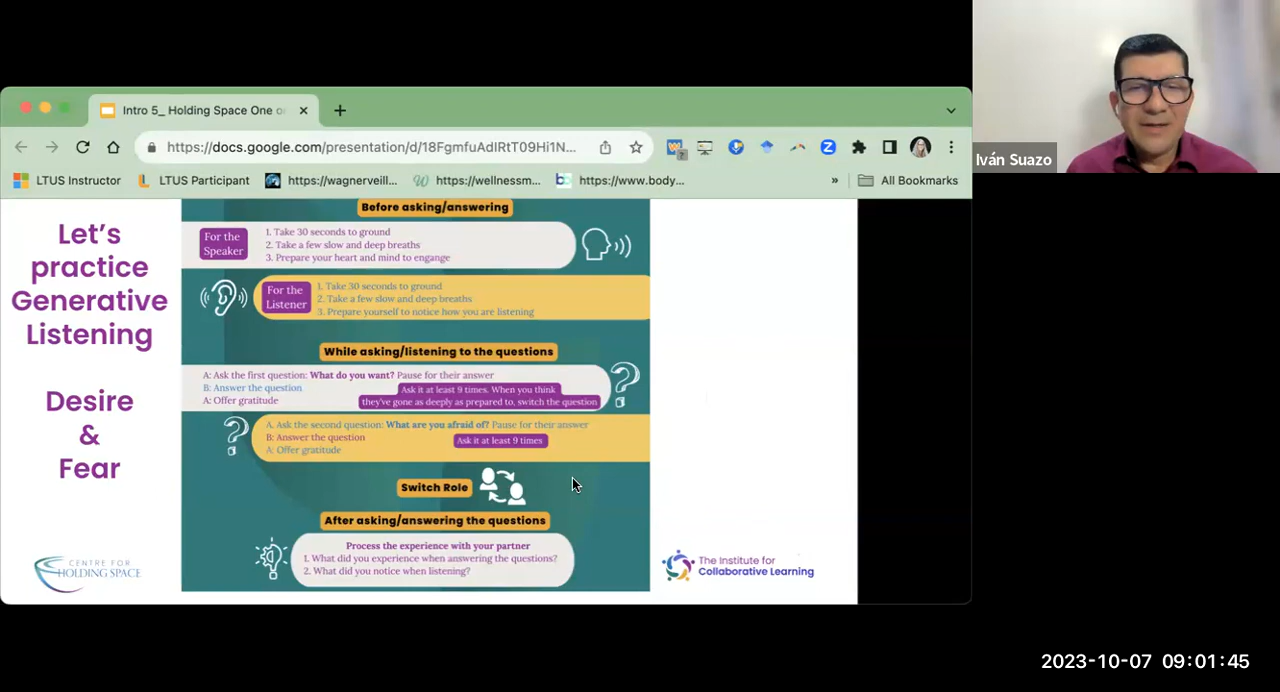 Iván Suazo
Intro 5_ Holding Space One o
https://docs.google.com/presentation/d/18FgmfuAdIRtT09Hi1N...
LTUS Instructor
LTUS Participant
https://wagnerveill...
https://wellnessm...
https://www.body...
»
All Bookmarks
Let's
practice
Generative
Listening
Desire
&
Fear
Before asking/answering
For the
Speaker
1. Take 30 seconds to ground
2. Take a few slow and deep breaths
3. Prepare your heart and mind to engange
For the
Listener
1. Take 30 seconds to ground
2. Take a few slow and deep breaths
3. Prepare yourself to notice how you are listening
While asking/listening to the questions
A: Ask the first question: What do you want? Pause for their answer
B: Answer the question
A: Offer gratitude
Ask it at least 9 times. When you think
they've gone as deeply as prepared to, switch the question
A. Ask the second question: What are you afraid of? Pause for their answer
B: Answer the question
A: Offer gratitude
Ask it at least 9 times
Switch Role
After asking/answering the questions
Process the experience with your partner
1. What did you experience when answering the questions?
2. What did you notice when listening?
CENTRE FOR
HOLDING SPACE
The Institute for
Collaborative Learning
2023-10-07 09:01:45